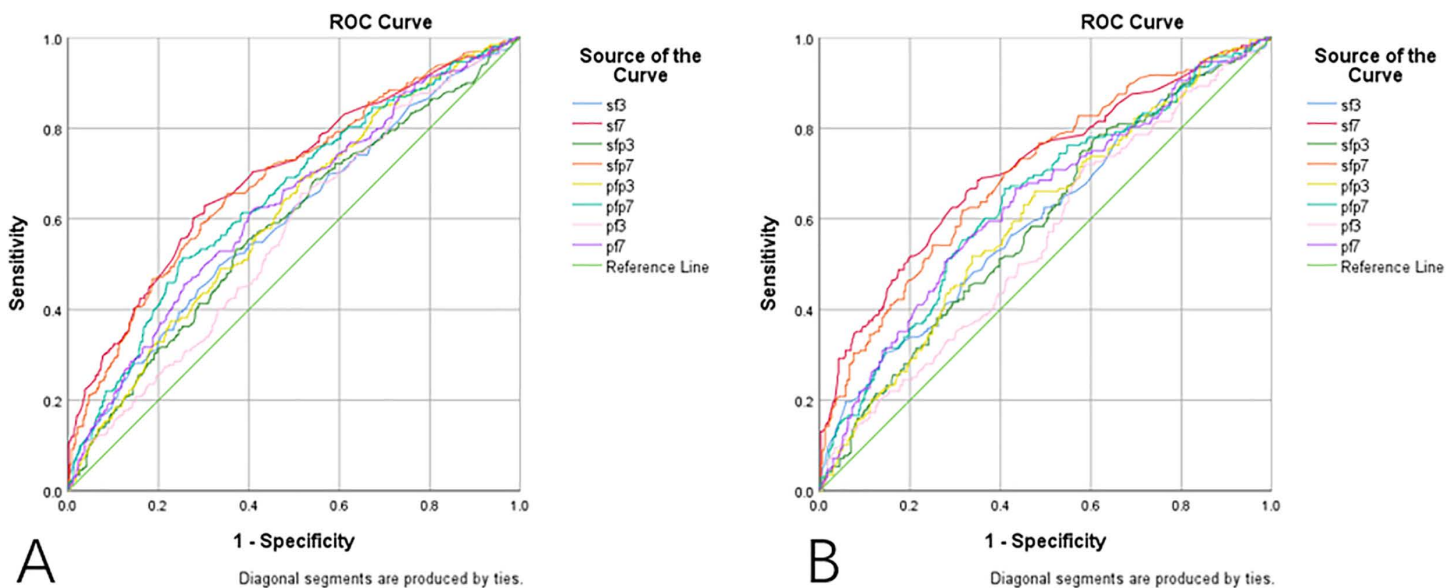 ROC Curve
Sensitivity
1.0
0.8
0.6
0.4
0.2
0.0
0.0 0.2 0.4 0.6 0.8 1.0
1 - Specificity
Source of the
Curve
sf3
sf7
sfp3
sfp7
pfp3
pfp7
pf3
pf7
Reference Line
A
Diagonal segments are produced by ties.
ROC Curve
Sensitivity
1.0
0.8
0.6
0.4
0.2
0.0
0.0 0.2 0.4 0.6 0.8 1.0
1 - Specificity
Source of the
Curve
sf3
sf7
sfp3
sfp7
pfp3
pfp7
pf3
pf7
Reference Line
B
Diagonal segments are produced by ties.